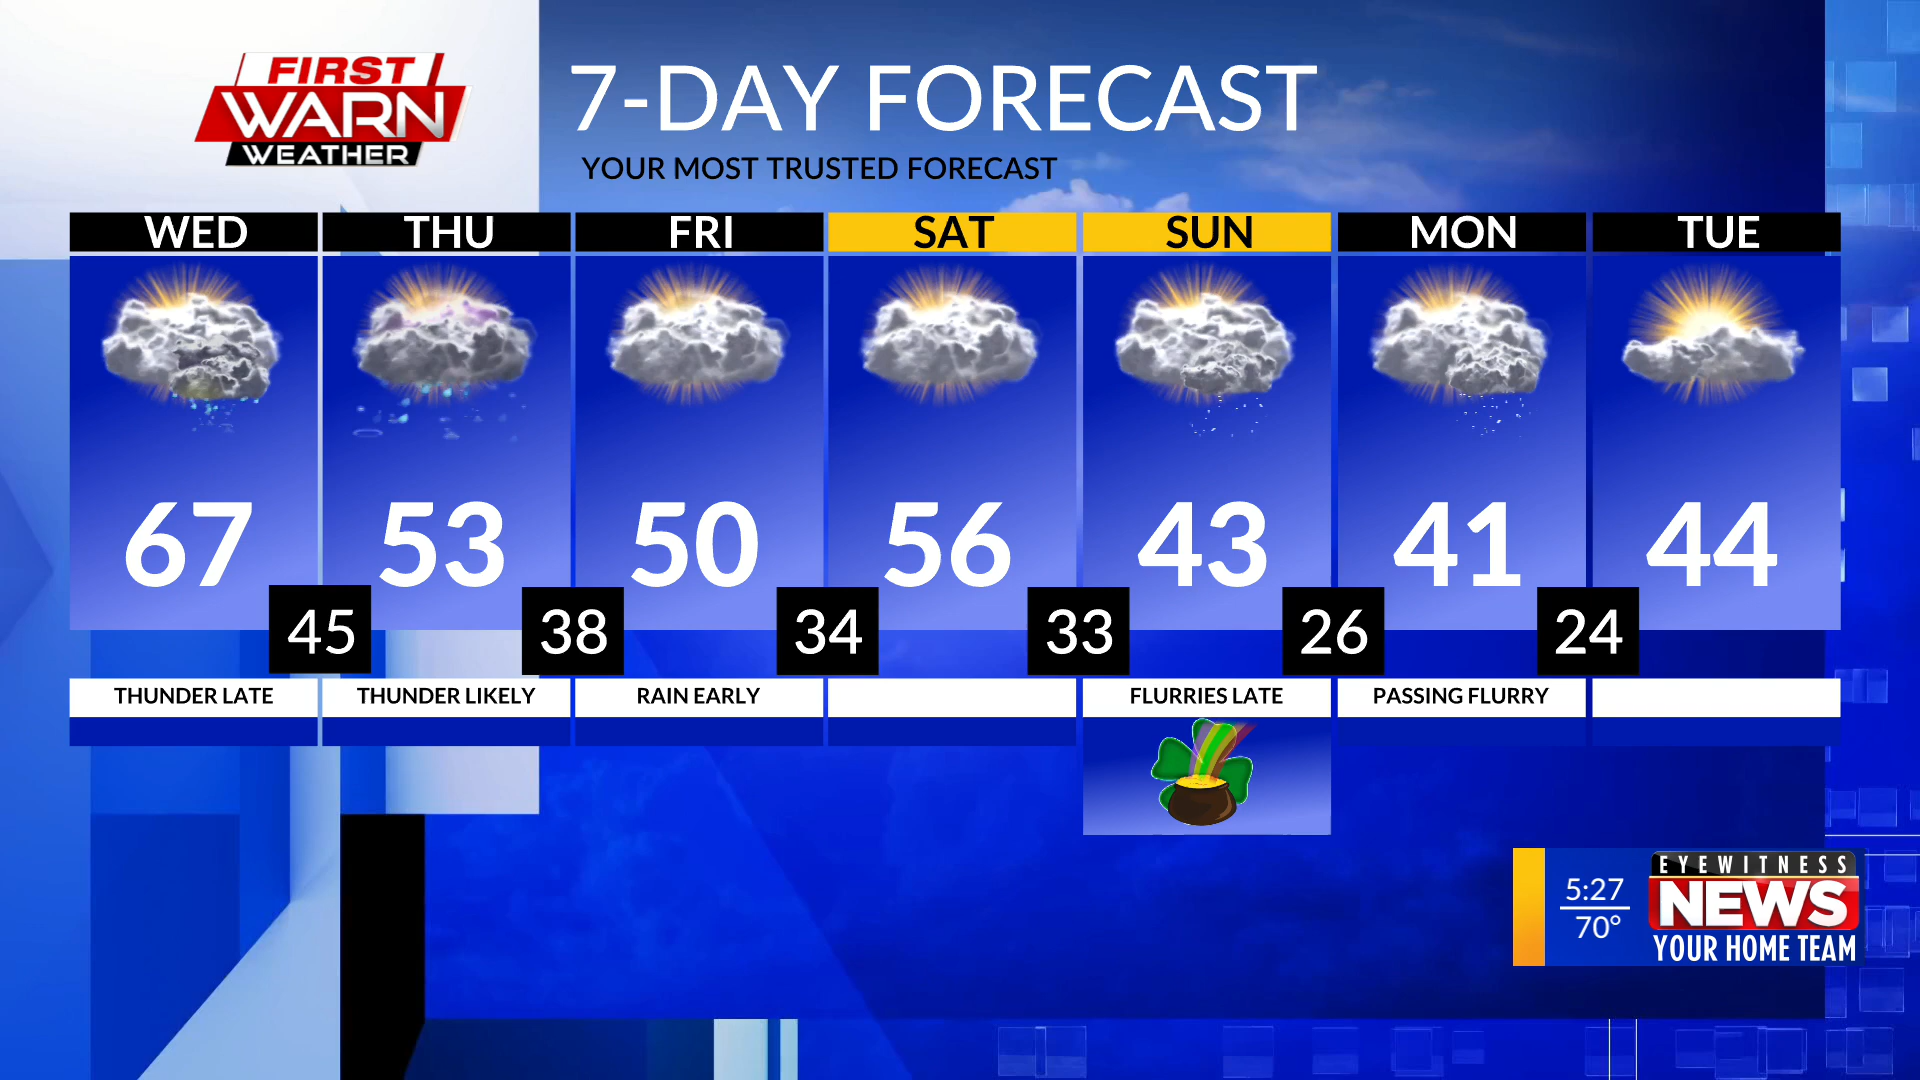 FIRST
WARN
WEATHER
7-DAY FORECAST
YOUR MOST TRUSTED FORECAST
WED THU FRI SAT SUN MON TUE
67 53 50 56 43 41 44
45 38 34 33 26 24
THUNDER LATE THUNDER LIKELY RAIN EARLY FLURRIES LATE PASSING FLURRY
5:27
70°
EYEWITNESS
NEWS
YOUR HOME TEAM